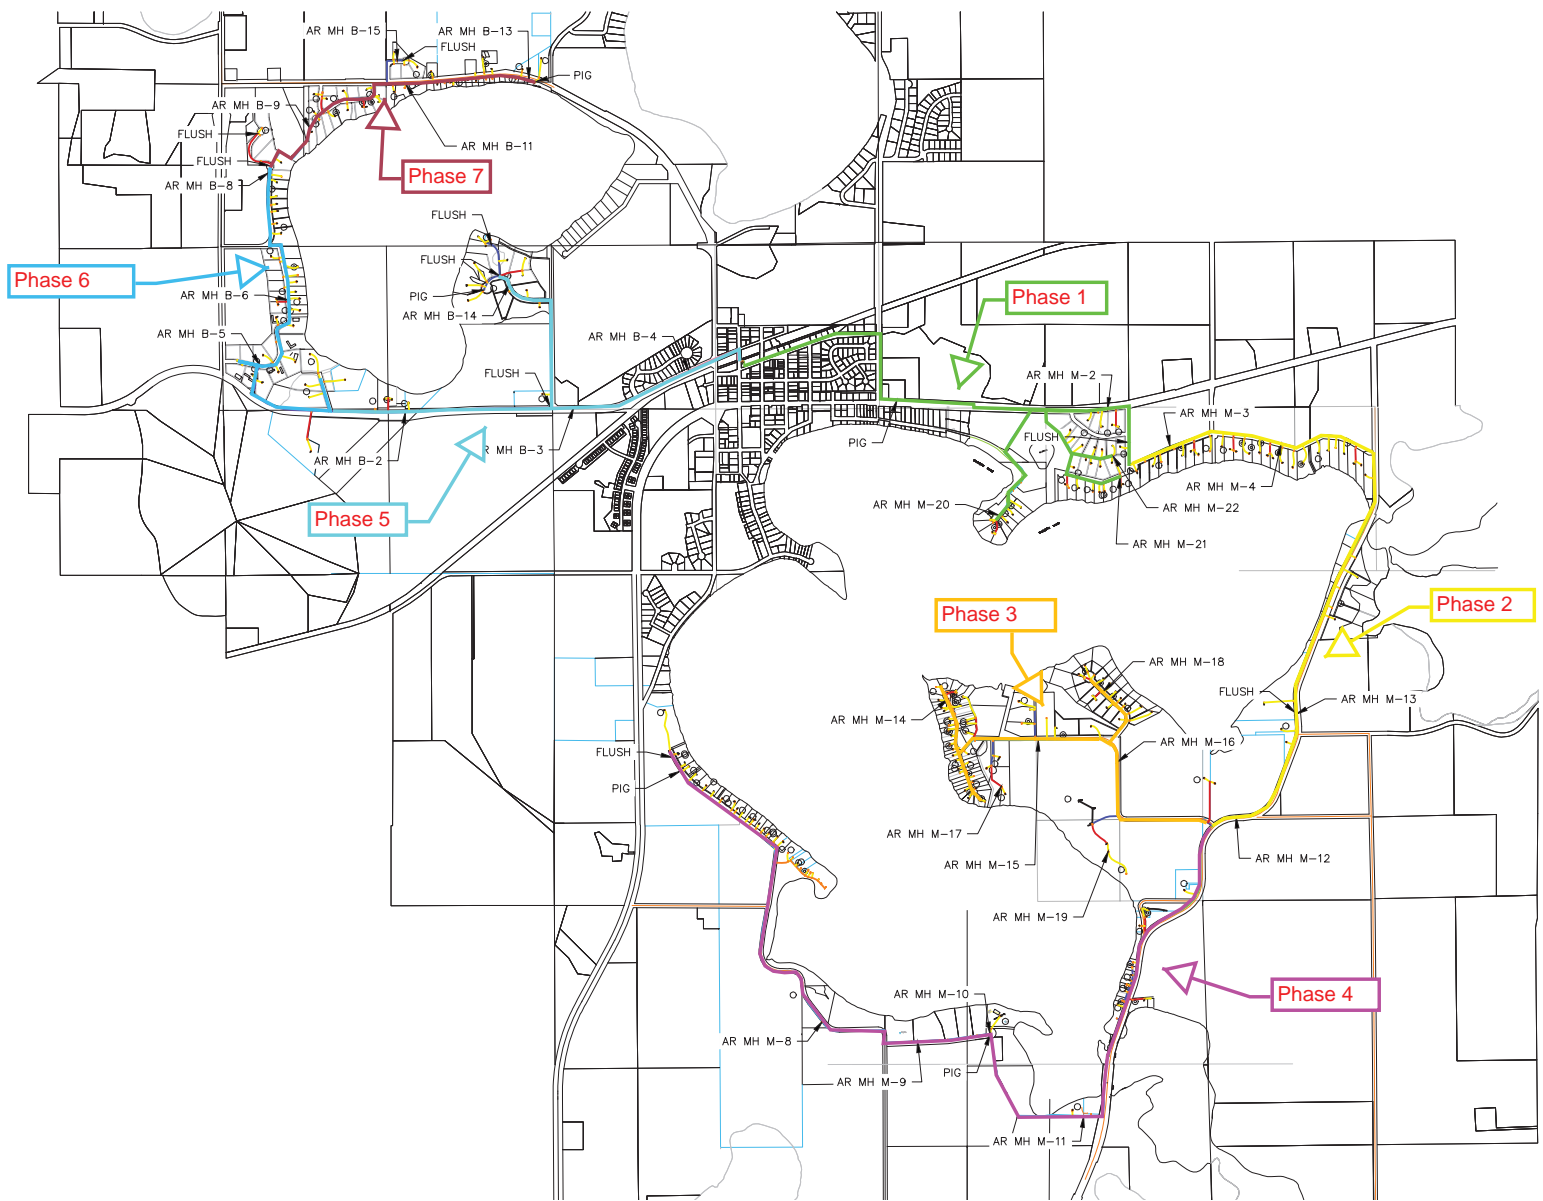 AR MH B-15
AR MH B-13
FLUSH
PIG
AR MH B-9
FLUSH
AR MH B-11
FLUSH
Phase 7
AR MH B-8
FLUSH
FLUSH
Phase 6
AR MH B-6
PIG
Phase 1
AR MH B-14
AR MH B-5
AR MH B-4
FLUSH
AR MH M-2
AR MH M-3
PIG
FLUSH
R MH B-3
AR MH B-2
AR MH M-4
AR MH M-20
AR MH M-22
Phase 5
AR MH M-21
Phase 3
Phase 2
AR MH M-18
FLUSH
AR MH M-13
AR MH M-14
AR MH M-16
FLUSH
PIG
AR MH M-17
AR MH M-15
AR MH M-12
AR MH M-19
AR MH M-10
Phase 4
AR MH M-8
PIG
AR MH M-9
AR MH M-11